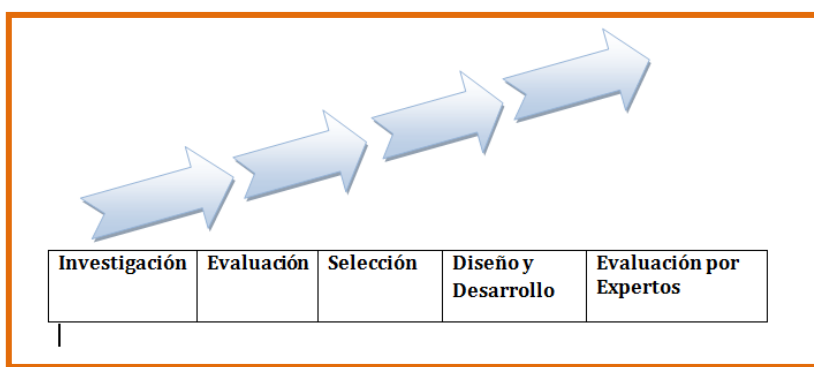 Investigación Evaluación Selección Diseño y Evaluación por
Desarrollo Expertos